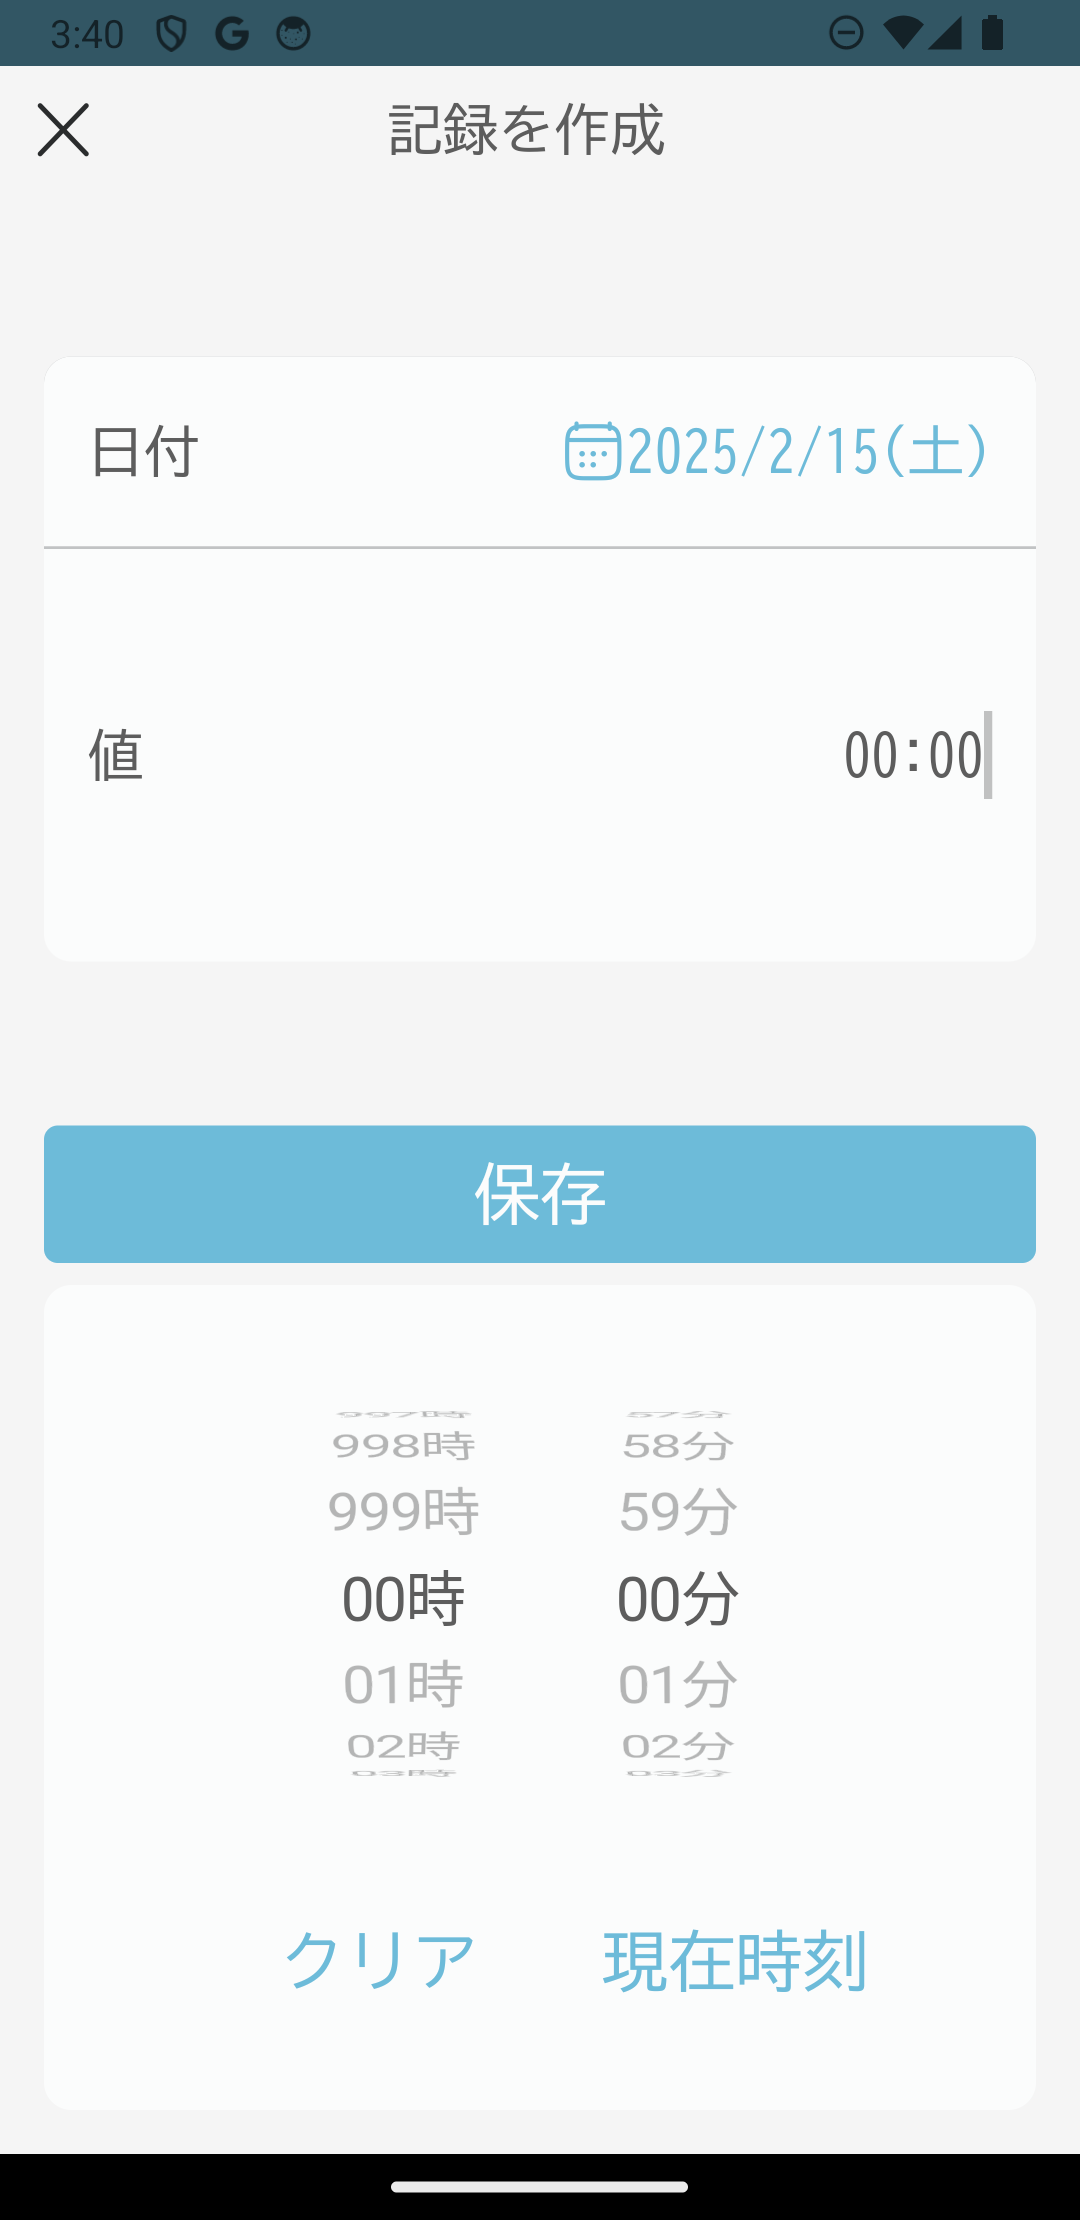 3:40
記録を作成
日付 2025/2/15(土)
値 00:00
保存
997時 57分
998時 58分
999時 59分
00時 00分
01時 01分
02時 02分
03時 03分
クリア 現在時刻